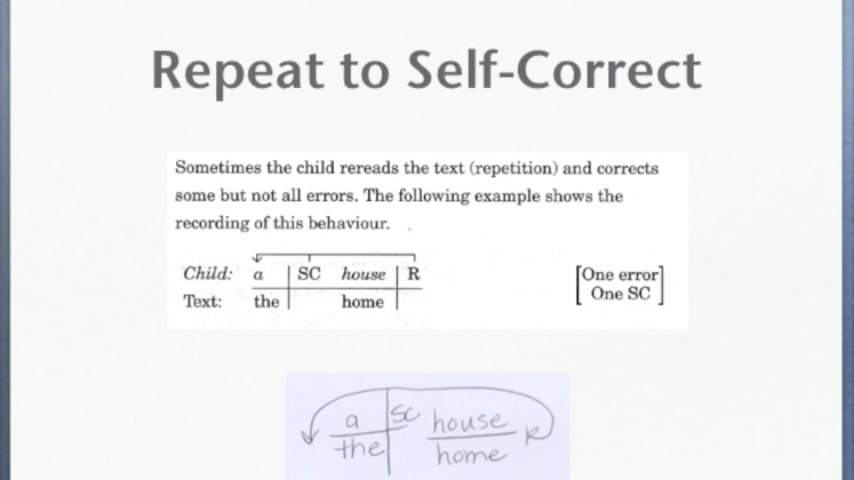 Repeat to Self-Correct
Sometimes the child rereads the text (repetition) and corrects
some but not all errors. The following example shows the
recording of this behaviour.
Child: a | SC house | R
Text: the | home |
[One error
One SC]
a | SC house R
the | home